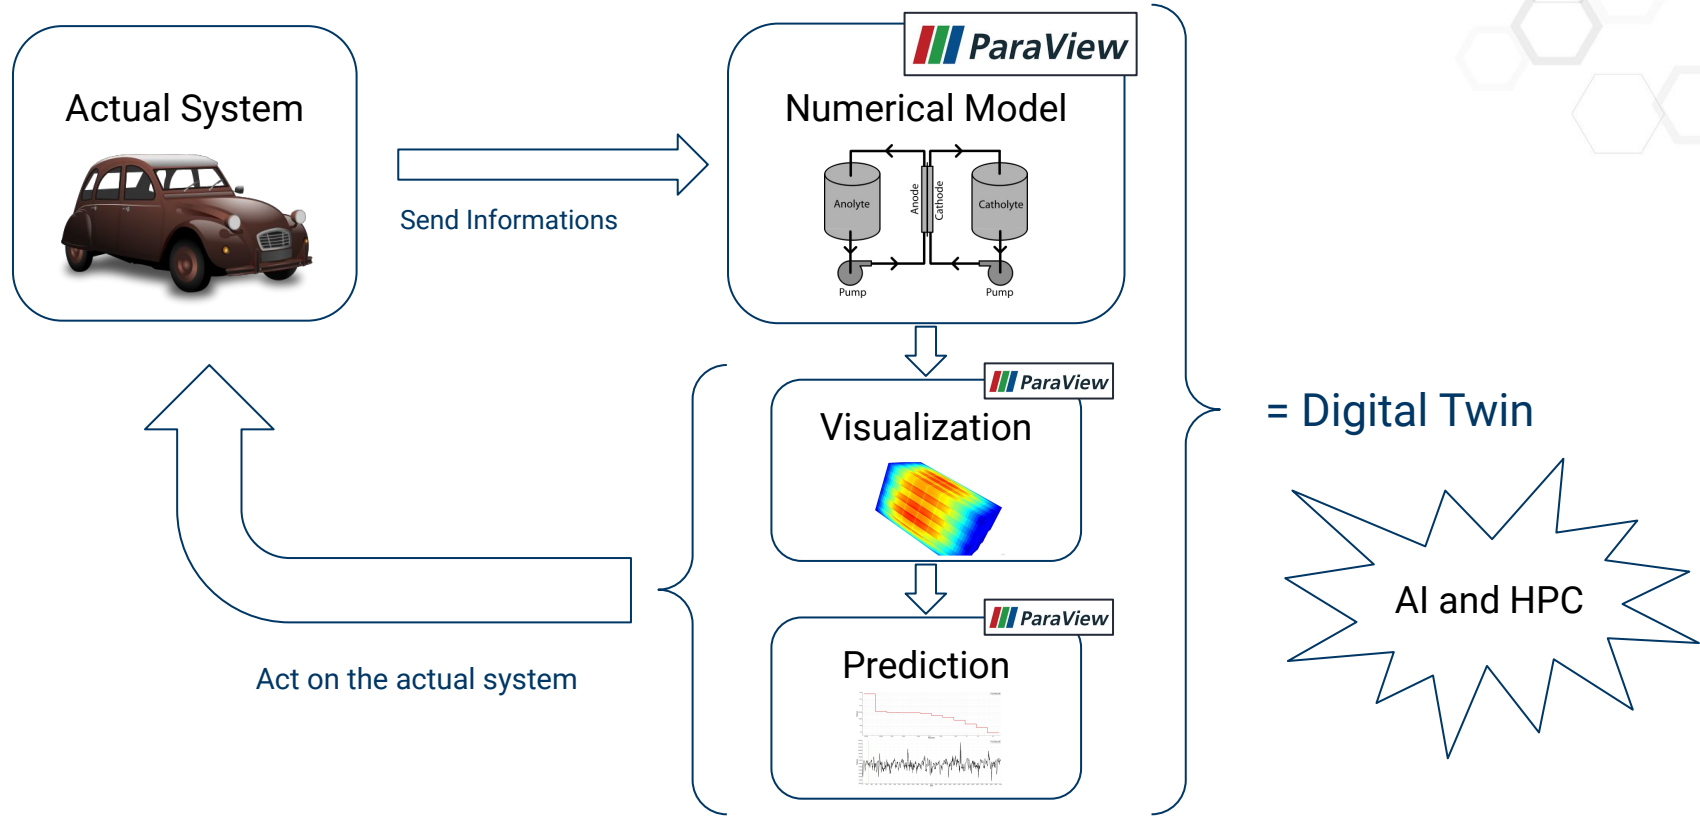 Actual System
Send Informations
ParaView
Numerical Model
Anolyte
Anode
Cathode
Catholyte
Pump
Pump
ParaView
Visualization
ParaView
Prediction
Act on the actual system
= Digital Twin
AI and HPC